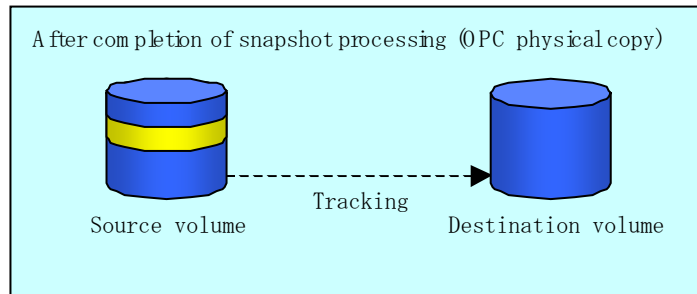 After completion of snapshot processing (OPC physical copy)
Tracking
Source volume
Destination volume